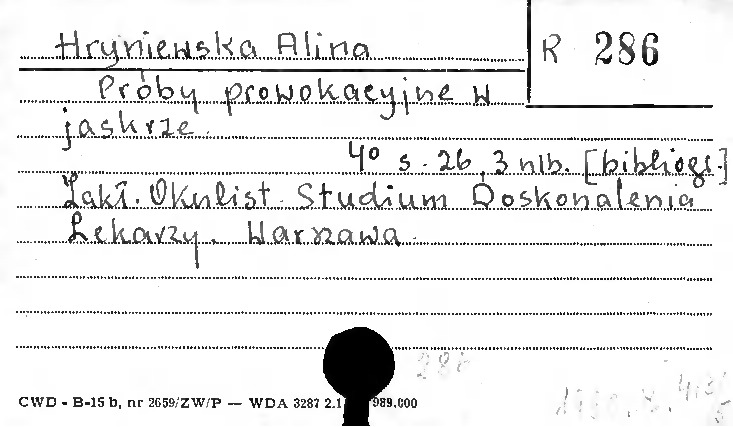 Hryniewska Alina
R 286
Próby prowokacyjne w
jaskrze.
4° s. 26, 3 nlb. [bibliogr.]
Zakł. Okulist. Studium Doskonalenia
Lekarzy. Warszawa.
286
CWD - B-15 b, nr 2659/ZW/P — WDA 3287 2.1 989.000